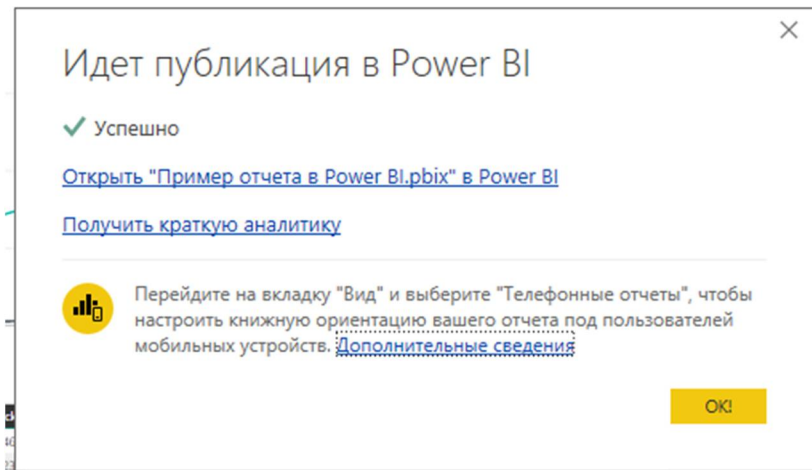 Идет публикация в Power BI
Успешно
Открыть "Пример отчета в Power BI.pbix" в Power BI
Получить краткую аналитику
Перейдите на вкладку "Вид" и выберите "Телефонные отчеты", чтобы
настроить книжную ориентацию вашего отчета под пользователей
мобильных устройств. Дополнительные сведения
ОК!